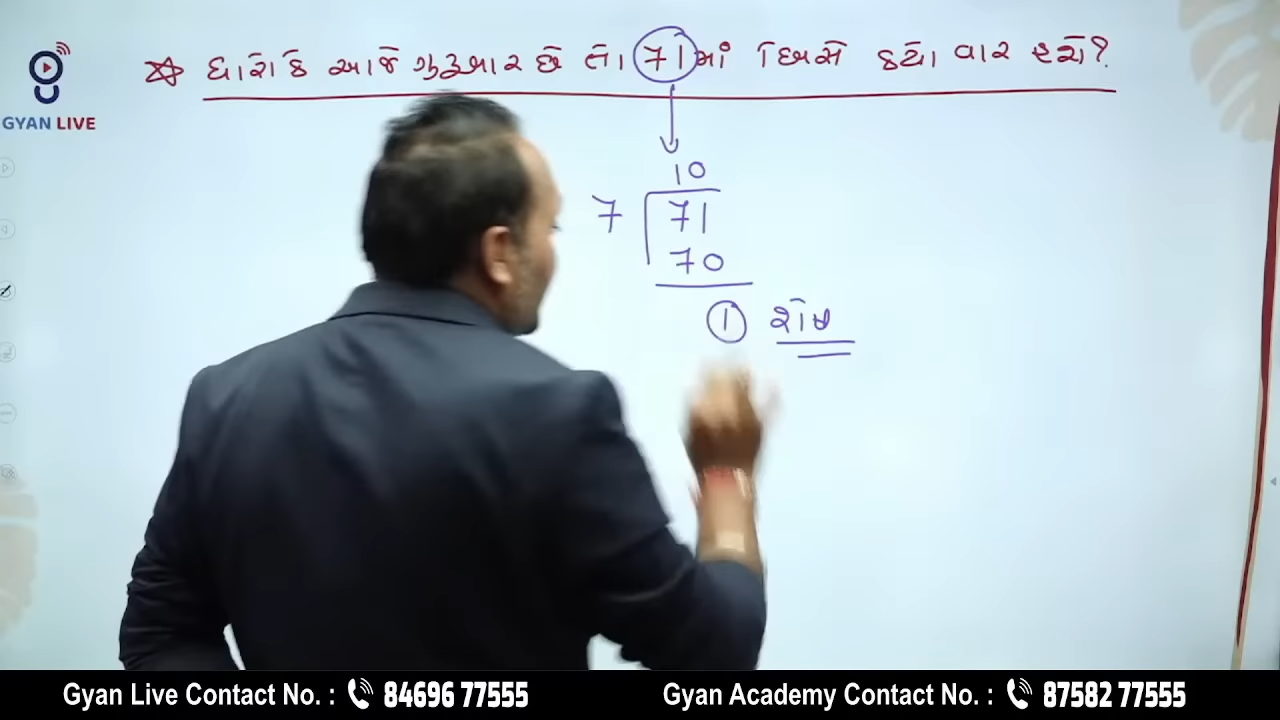 ધારોકે આજે ગુરૂવાર છે તો 71માં દિવસે કયો વાર હશે?
GYAN LIVE
10
7 71
70
1 શેષ
Gyan Live Contact No. : 84696 77555
Gyan Academy Contact No. : 87582 77555